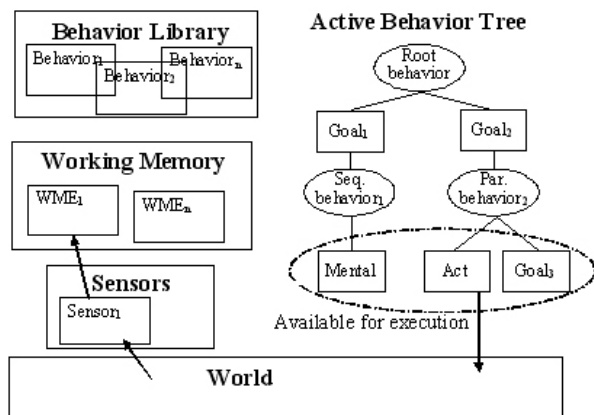 Behavior Library
Behavior₁
Behavior₂
Behaviorₙ
Working Memory
WME₁
WMEₙ
Sensors
Sensor₁
World
Active Behavior Tree
Root
behavior
Goal₁
Goal₂
Seq.
behavior₁
Par.
behavior₂
Mental
Act
Goal₃
Available for execution